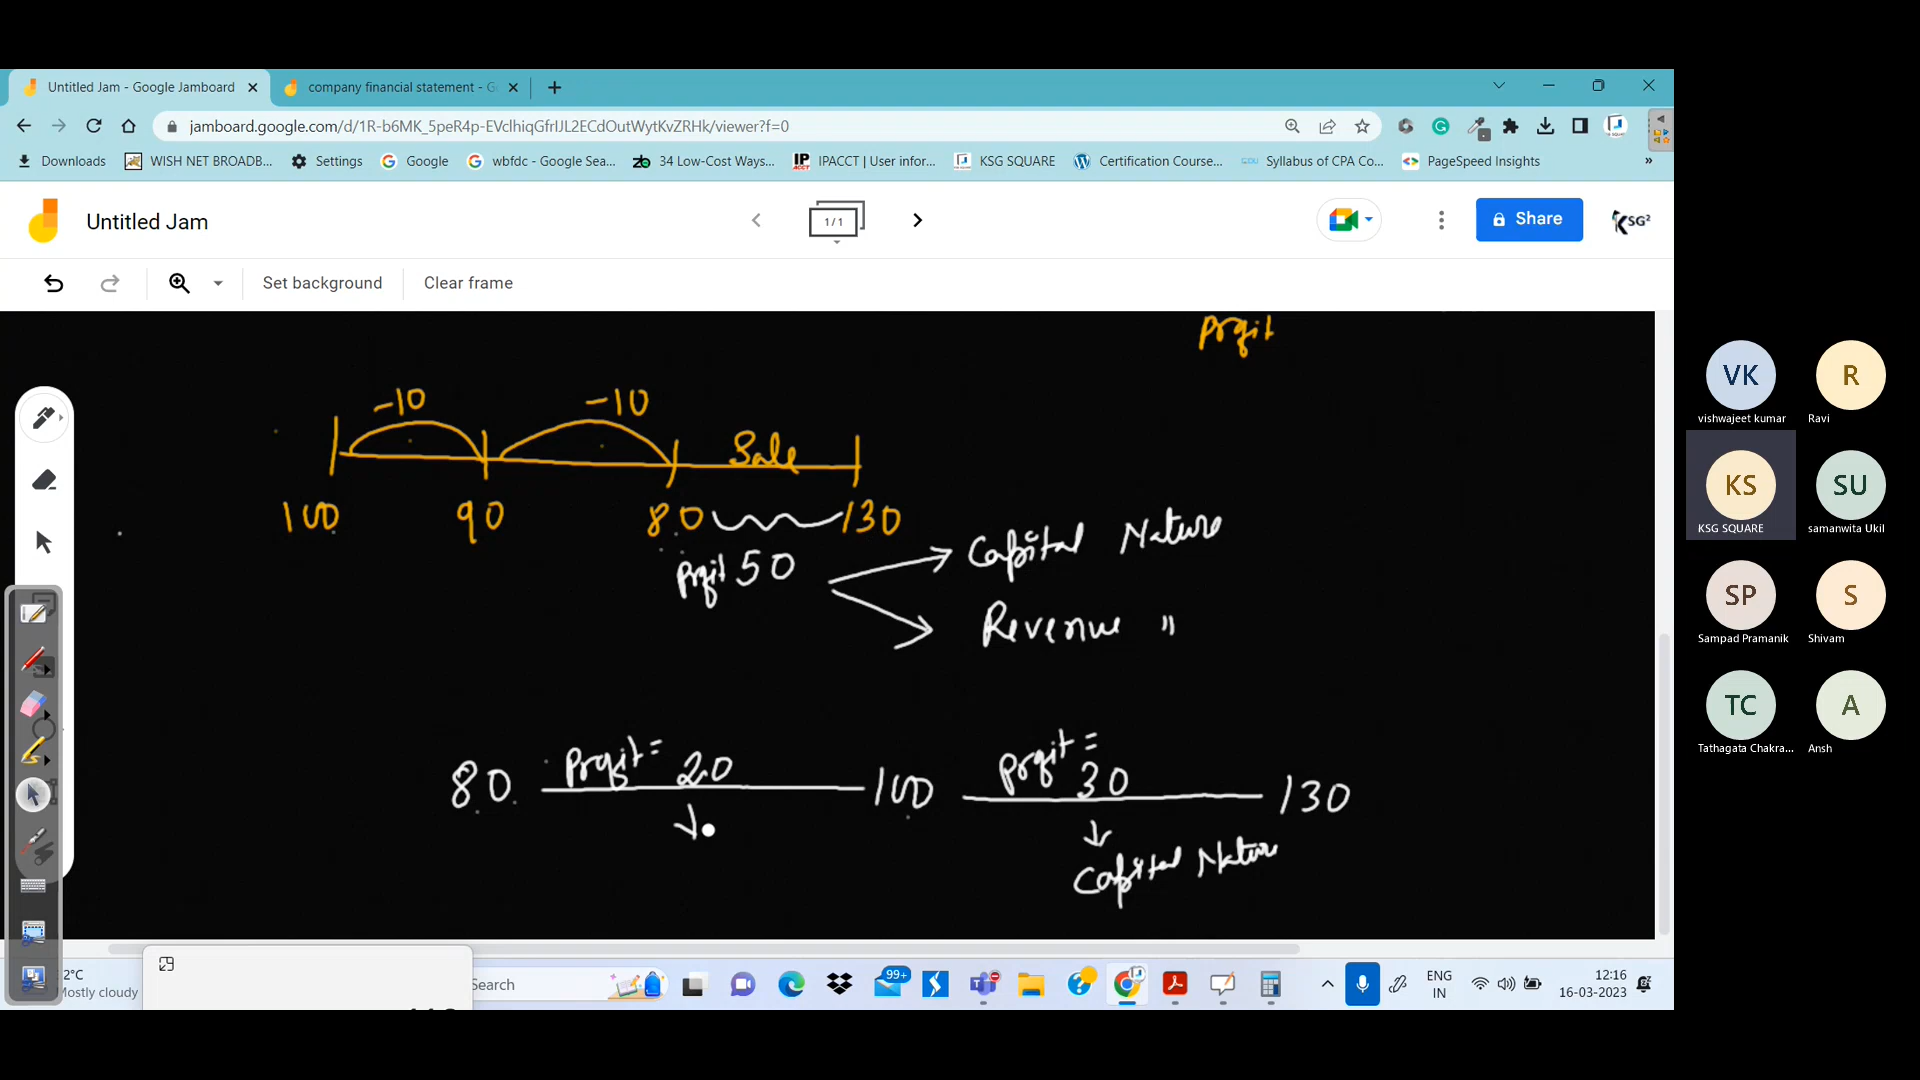 Untitled Jam - Google Jamboard
company financial statement - G
jamboard.google.com/d/1R-b6MK_5peR4p-EVclhiqGfrIJL2ECdOutWytKvZRHk/viewer?f=0
Downloads WISH NET BROADB... Settings Google wbfdc - Google Sea... 34 Low-Cost Ways... IPACCT | User infor... KSG SQUARE Certification Course... Syllabus of CPA Co... PageSpeed Insights »
Untitled Jam
1/1
Share
KSG²
Set background
Clear frame
Profit
-10 -10
Sale
100 90 80 130
Profit 50
Capital Nature
Revenue "
80 Profit = 20 100 Profit = 30 130
Capital Nature
VK
vishwajeet kumar
R
Ravi
KS
KSG SQUARE
SU
samanwita Ukil
SP
Sampad Pramanik
S
Shivam
TC
Tathagata Chakra...
A
Ansh
2°C
Mostly cloudy
Search
99+
ENG
IN
12:16
16-03-2023